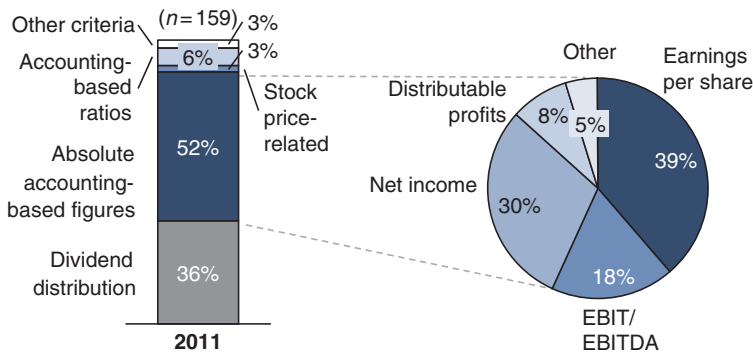 (n=159)
Other criteria
3%
Accounting-
based
ratios
6%
3%
Stock
price-
related
Absolute
accounting-
based figures
52%
Dividend
distribution
36%
2011
Other
5%
Earnings
per share
39%
Distributable
profits
8%
Net income
30%
18%
EBIT/
EBITDA